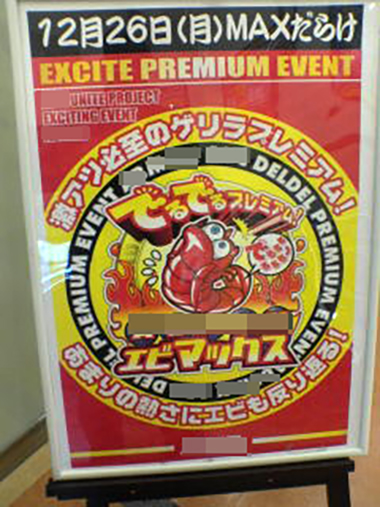 12月26日(月)MAXだらけ
EXCITE PREMIUM EVENT
UNITE PROJECT
EXCITING EVENT
激アツ必至のゲリラプレミアム!
DELDEL PREMIUM EVENT
でるでるプレミアム!
エビマックス
あまりの熱さにエビも反り返る!